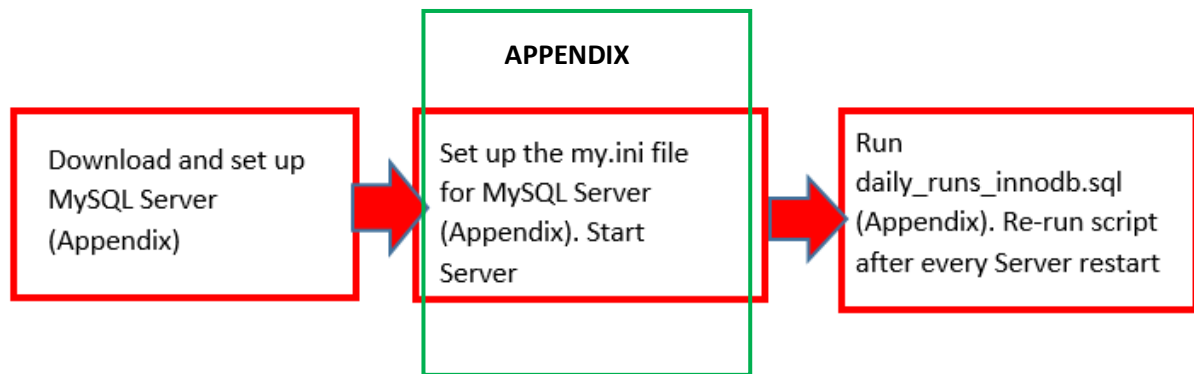 APPENDIX
Download and set up
MySQL Server
(Appendix)
Set up the my.ini file
for MySQL Server
(Appendix). Start
Server
Run
daily_runs_innodb.sql
(Appendix). Re-run script
after every Server restart